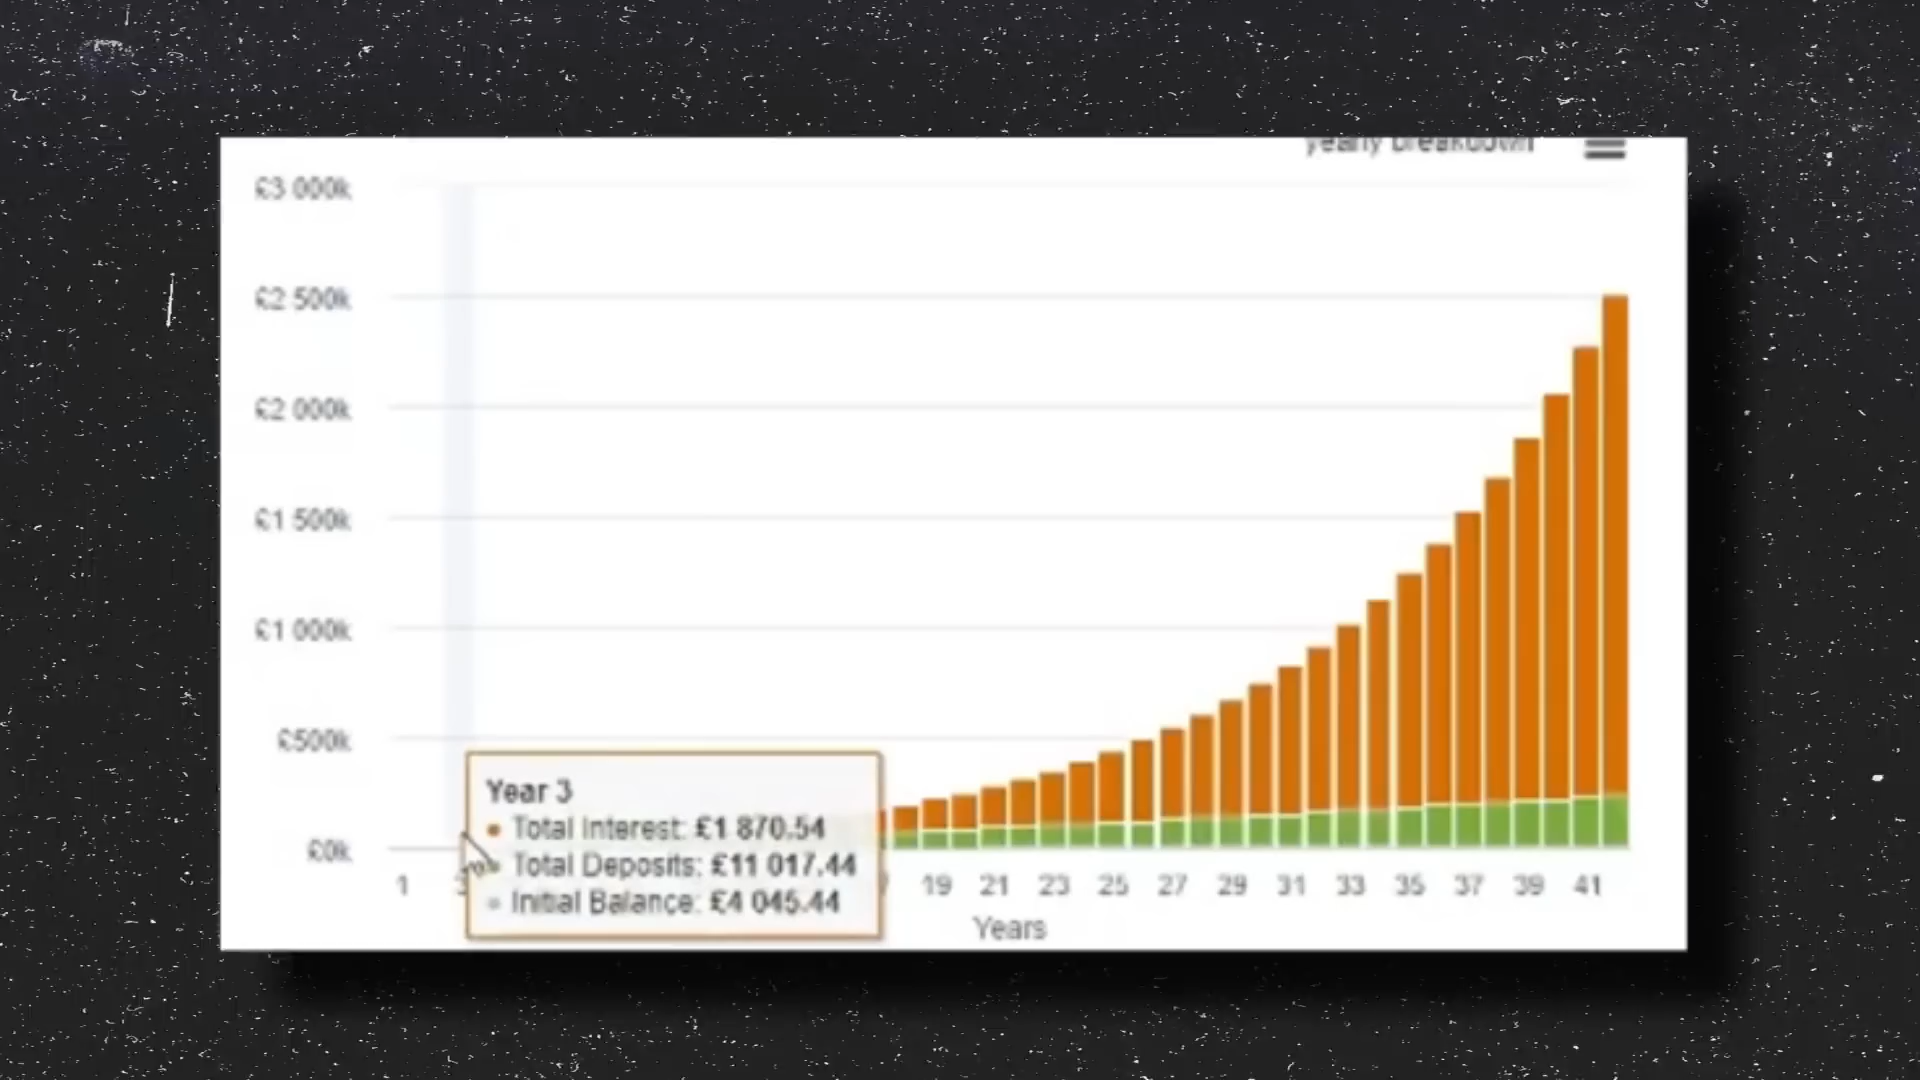 yearly breakdown
£3 000k
£2 500k
£2 000k
£1 500k
£1 000k
£500k
£0k
Year 3
Total Interest: £1 870.54
Total Deposits: £11 017.44
Initial Balance: £4 045.44
1 3 19 21 23 25 27 29 31 33 35 37 39 41
Years